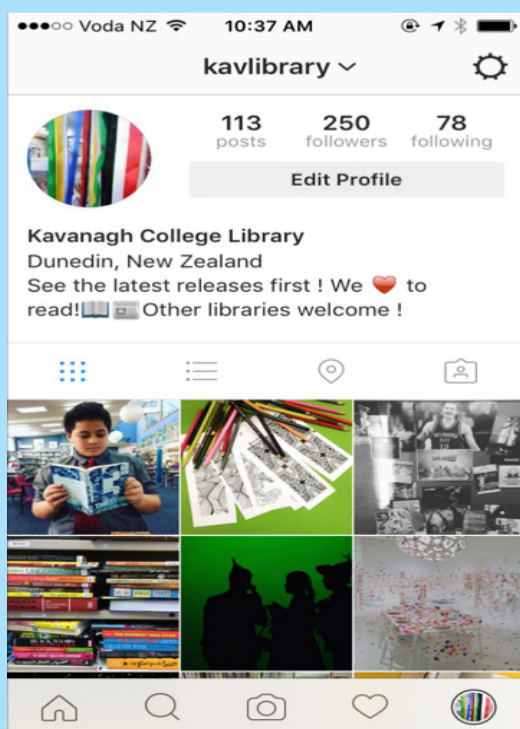 ●●●○○ Voda NZ 10:37 AM
kavlibrary
113 250 78
posts followers following
Edit Profile
Kavanagh College Library
Dunedin, New Zealand
See the latest releases first ! We ❤️ to
read!📖📰Other libraries welcome !